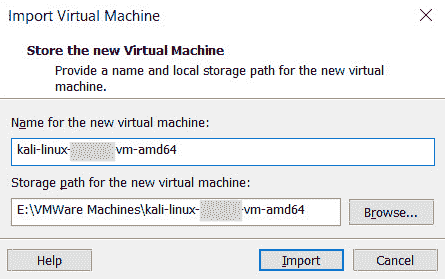 Import Virtual Machine
Store the new Virtual Machine
Provide a name and local storage path for the new virtual
machine.
Name for the new virtual machine:
kali-linux- vm-amd64
Storage path for the new virtual machine:
E:\VMWare Machines\kali-linux- -vm-amd64
Browse...
Help
Import
Cancel